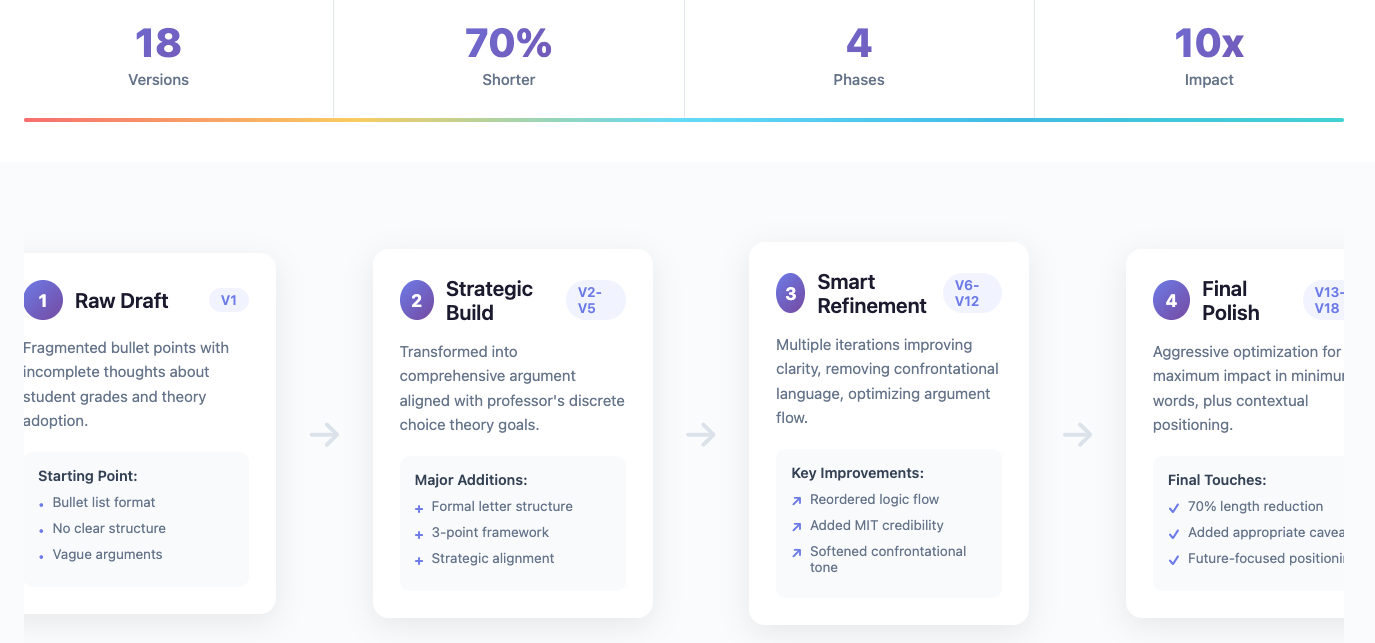 18
Versions
70%
Shorter
4
Phases
10x
Impact
1
Raw Draft
V1
Fragmented bullet points with
incomplete thoughts about
student grades and theory
adoption.
Starting Point:
• Bullet list format
• No clear structure
• Vague arguments
→
2
Strategic
Build
V2-
V5
Transformed into
comprehensive argument
aligned with professor's discrete
choice theory goals.
Major Additions:
+ Formal letter structure
+ 3-point framework
+ Strategic alignment
→
3
Smart
Refinement
V6-
V12
Multiple iterations improving
clarity, removing confrontational
language, optimizing argument
flow.
Key Improvements:
↗ Reordered logic flow
↗ Added MIT credibility
↗ Softened confrontational
tone
→
4
Final
Polish
V13-
V18
Aggressive optimization for
maximum impact in minimu
words, plus contextual
positioning.
Final Touches:
✓ 70% length reduction
✓ Added appropriate cavea
✓ Future-focused positioni